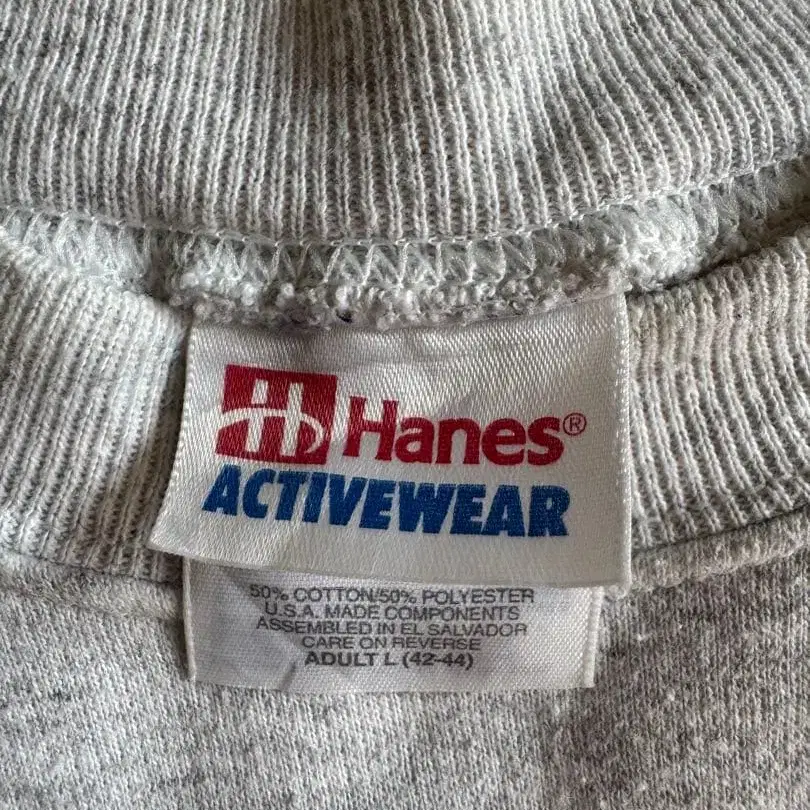 H Hanes®
ACTIVEWEAR
50% COTTON/50% POLYESTER
U.S.A. MADE COMPONENTS
ASSEMBLED IN EL SALVADOR
CARE ON REVERSE
ADULT L (42-44)